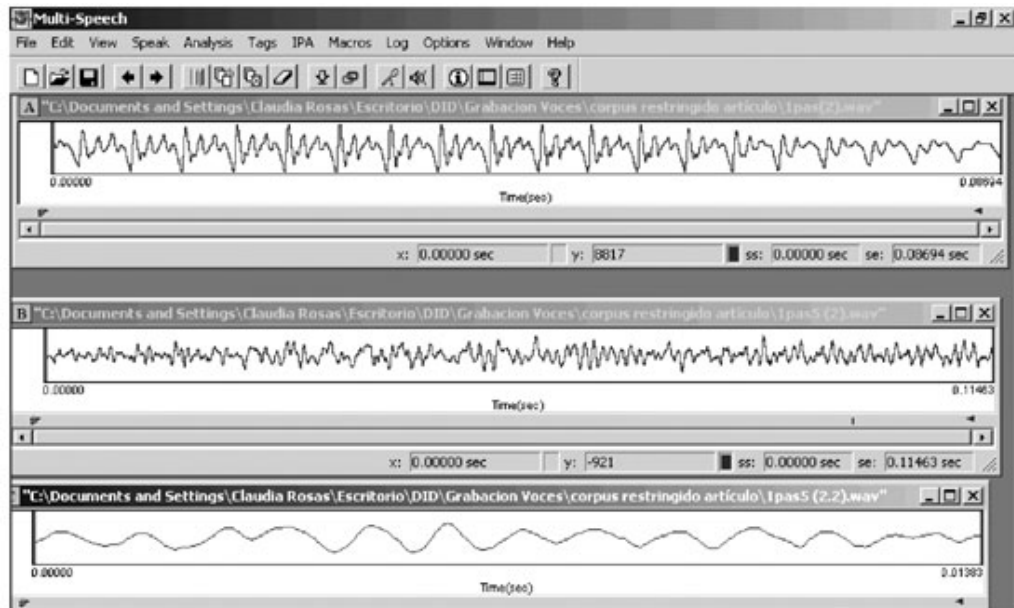 Multi-Speech
File Edit View Speak Analysis Tags IPA Macros Log Options Window Help
A "C:\Documents and Settings\Claudia Rosas\Escritorio\DID\Grabacion Voces\corpus restringido artículo\1pas(2).wav"
0.00000 0.08694
Time(sec)
x: 0.00000 sec y: 8817 ss: 0.00000 sec se: 0.08694 sec
B "C:\Documents and Settings\Claudia Rosas\Escritorio\DID\Grabacion Voces\corpus restringido artículo\1pas5 (2).wav"
0.00000 0.11463
Time(sec)
x: 0.00000 sec y: -921 ss: 0.00000 sec se: 0.11463 sec
"C:\Documents and Settings\Claudia Rosas\Escritorio\DID\Grabacion Voces\corpus restringido artículo\1pas5 (2.2).wav"
0.00000 0.01383
Time(sec)